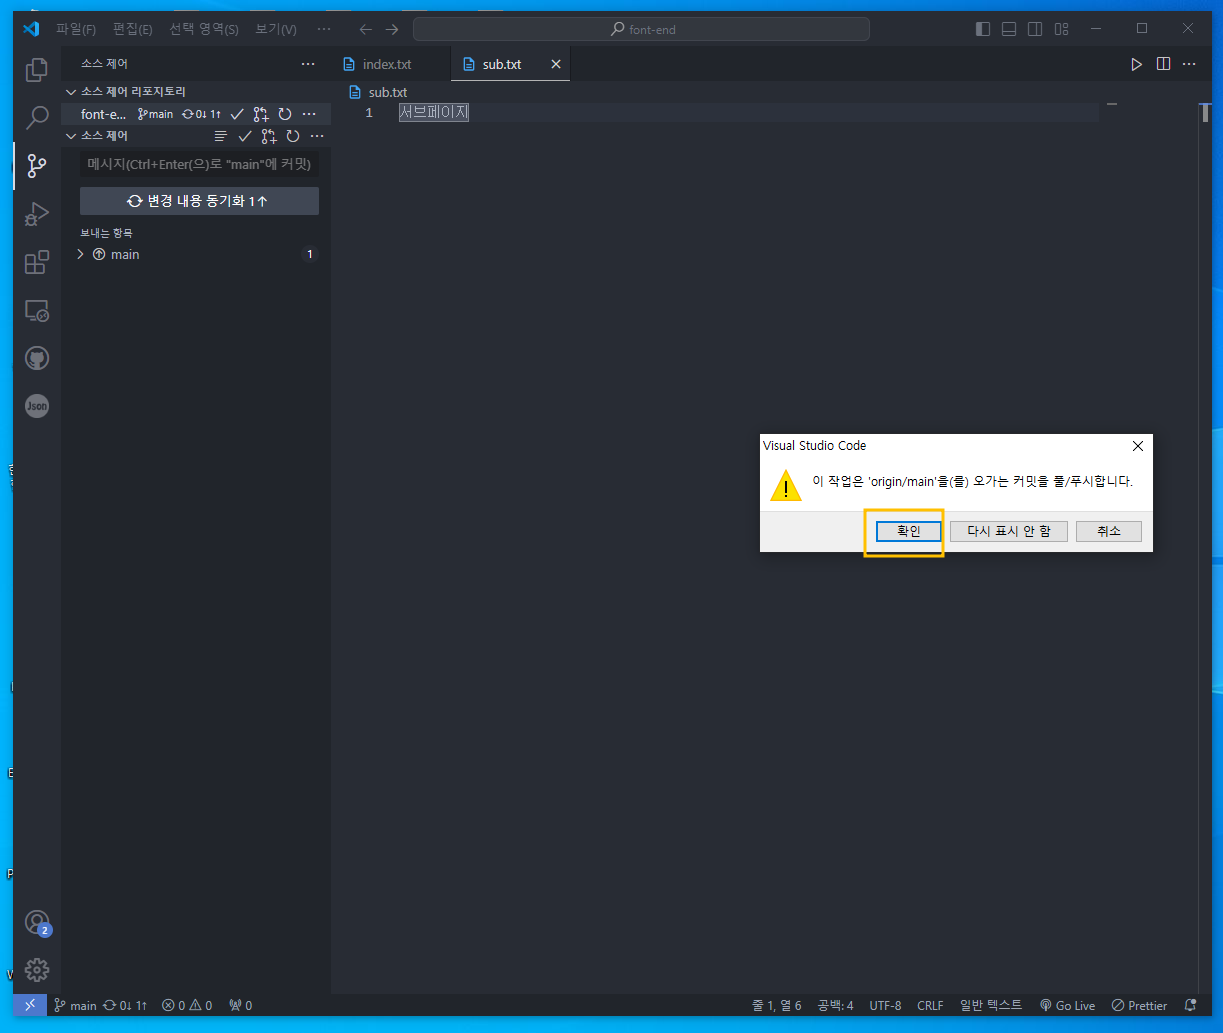 파일(F) 편집(E) 선택 영역(S) 보기(V) ··· font-end
소스 제어 ···
index.txt
sub.txt
소스 제어 리포지토리
sub.txt
font-e... main 0↓ 1↑ ···
1 서브페이지
소스 제어 ···
메시지(Ctrl+Enter(으)로 "main"에 커밋)
변경 내용 동기화 1↑
보내는 항목
main 1
Json
Visual Studio Code
이 작업은 'origin/main'을(를) 오가는 커밋을 풀/푸시합니다.
확인 다시 표시 안 함 취소
2
main 0↓ 1↑ 0 0 0 줄 1, 열 6 공백: 4 UTF-8 CRLF 일반 텍스트 Go Live Prettier